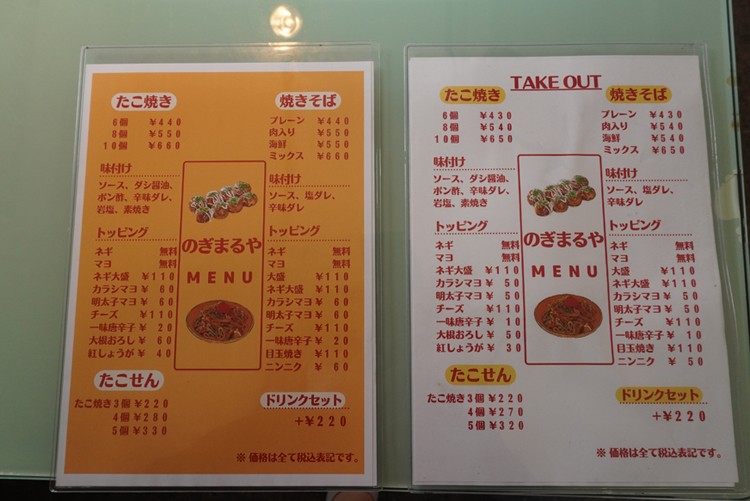 たこ焼き
6個 ￥440
8個 ￥550
10個 ￥660
味付け
ソース、ダシ醤油、
ポン酢、辛味ダレ、
岩塩、素焼き
トッピング
ネギ 無料
マヨ 無料
ネギ大盛 ￥110
カラシマヨ￥ 60
明太子マヨ￥ 60
チーズ ￥110
一味唐辛子￥ 20
大根おろし￥ 60
紅しょうが￥ 40
たこせん
たこ焼き3個￥220
4個￥280
5個￥330
のぎまるや
MENU
焼きそば
プレーン ￥440
肉入り ￥550
海鮮 ￥550
ミックス ￥660
味付け
ソース、塩ダレ、
辛味ダレ
トッピング
ネギ 無料
マヨ 無料
大盛 ￥110
ネギ大盛 ￥110
カラシマヨ￥ 60
明太子マヨ￥ 60
チーズ ￥110
一味唐辛子￥ 20
目玉焼き ￥110
ニンニク ￥ 60
ドリンクセット
＋￥220
※ 価格は全て税込表記です。
TAKE OUT
たこ焼き
6個 ￥430
8個 ￥540
10個 ￥650
味付け
ソース、ダシ醤油、
ポン酢、辛味ダレ、
岩塩、素焼き
トッピング
ネギ 無料
マヨ 無料
ネギ大盛 ￥110
カラシマヨ￥ 50
明太子マヨ￥ 50
チーズ ￥110
一味唐辛子￥ 10
大根おろし￥ 50
紅しょうが￥ 30
たこせん
たこ焼き3個￥220
4個￥270
5個￥320
のぎまるや
MENU
焼きそば
プレーン ￥430
肉入り ￥540
海鮮 ￥540
ミックス ￥650
味付け
ソース、塩ダレ、
辛味ダレ
トッピング
ネギ 無料
マヨ 無料
大盛 ￥110
ネギ大盛 ￥110
カラシマヨ￥ 50
明太子マヨ￥ 50
チーズ ￥110
一味唐辛子￥ 10
目玉焼き ￥110
ニンニク ￥ 50
ドリンクセット
＋￥220
※ 価格は全て税込表記です。